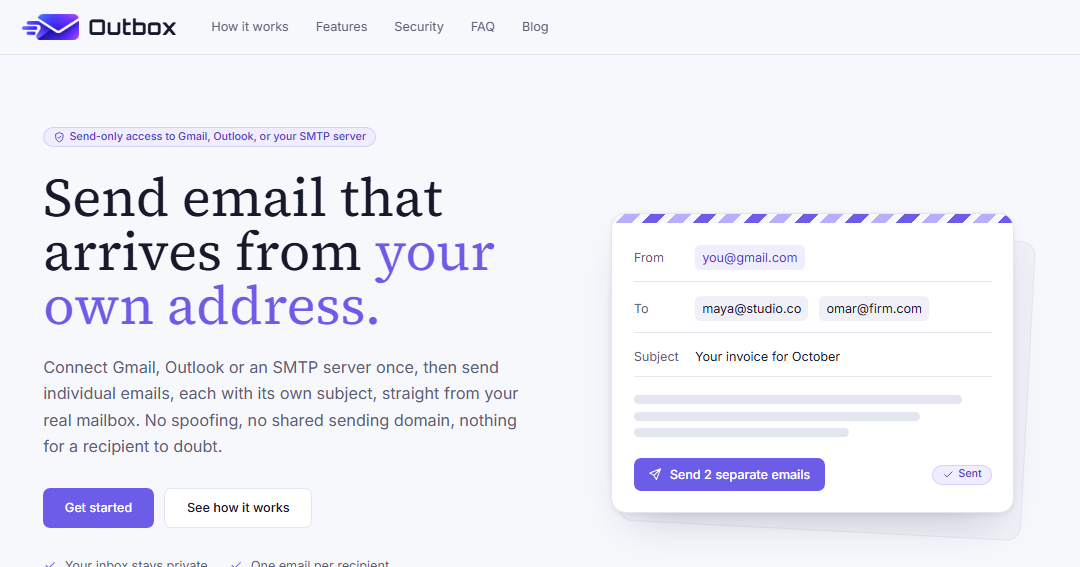 Outbox
How it works
Features
Security
FAQ
Blog
Send-only access to Gmail, Outlook, or your SMTP server
Send email that
arrives from your
own address.
Connect Gmail, Outlook or an SMTP server once, then send
individual emails, each with its own subject, straight from your
real mailbox. No spoofing, no shared sending domain, nothing
for a recipient to doubt.
Get started
See how it works
Your inbox stays private
One email per recipient
From
you@gmail.com
To
maya@studio.co
omar@firm.com
Subject
Your invoice for October
Send 2 separate emails
Sent